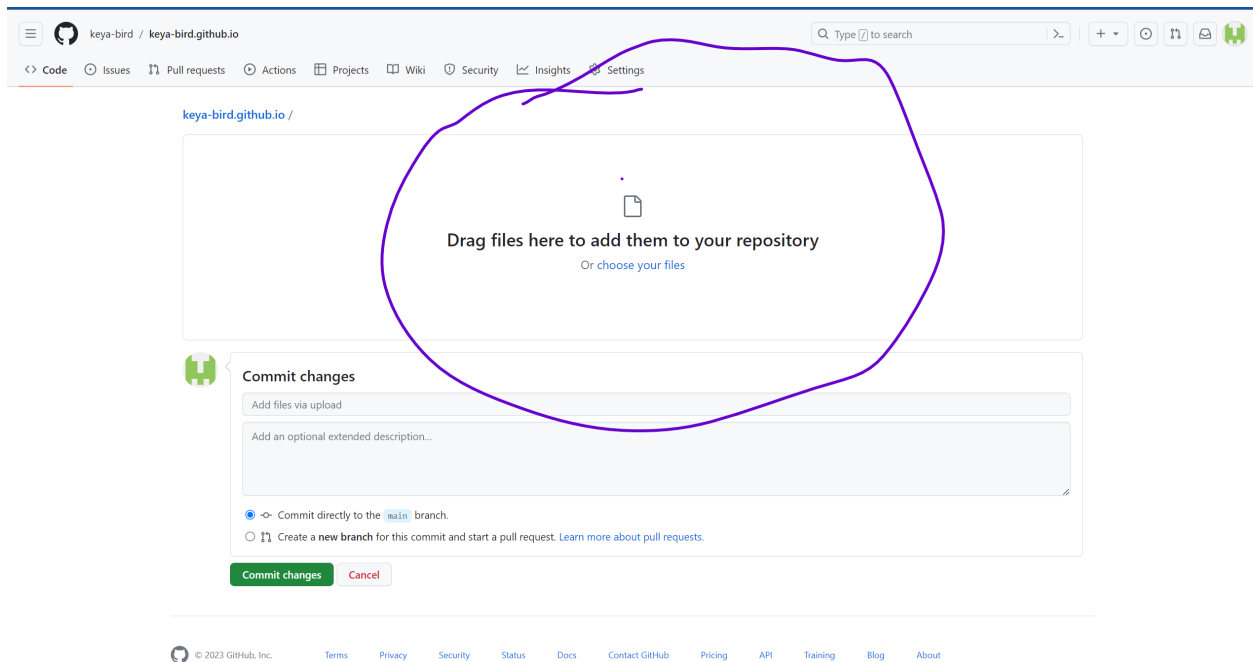 keya-bird / keya-bird.github.io
Type / to search
Code Issues Pull requests Actions Projects Wiki Security Insights Settings
keya-bird.github.io /
Drag files here to add them to your repository
Or choose your files
Commit changes
Add files via upload
Add an optional extended description...
Commit directly to the main branch.
Create a new branch for this commit and start a pull request. Learn more about pull requests.
Commit changes Cancel
© 2023 GitHub, Inc. Terms Privacy Security Status Docs Contact GitHub Pricing API Training Blog About